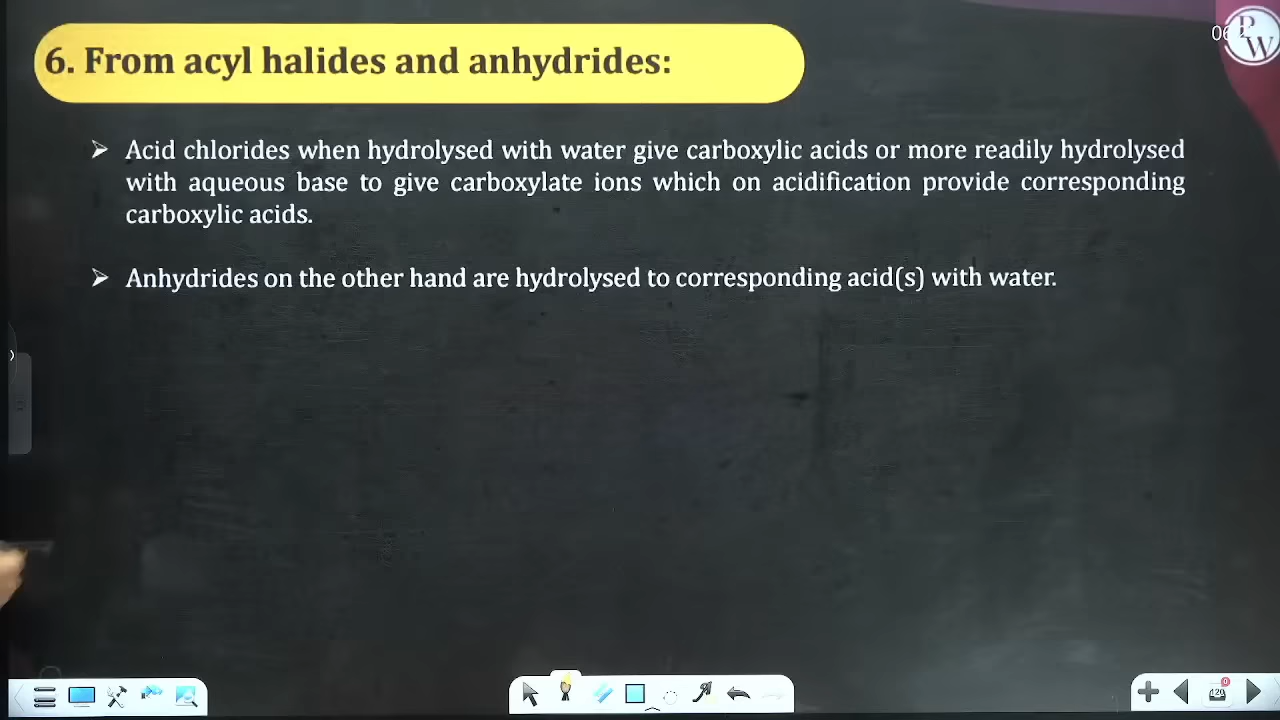 6. From acyl halides and anhydrides:
PW
➢ Acid chlorides when hydrolysed with water give carboxylic acids or more readily hydrolysed
with aqueous base to give carboxylate ions which on acidification provide corresponding
carboxylic acids.
➢ Anhydrides on the other hand are hydrolysed to corresponding acid(s) with water.